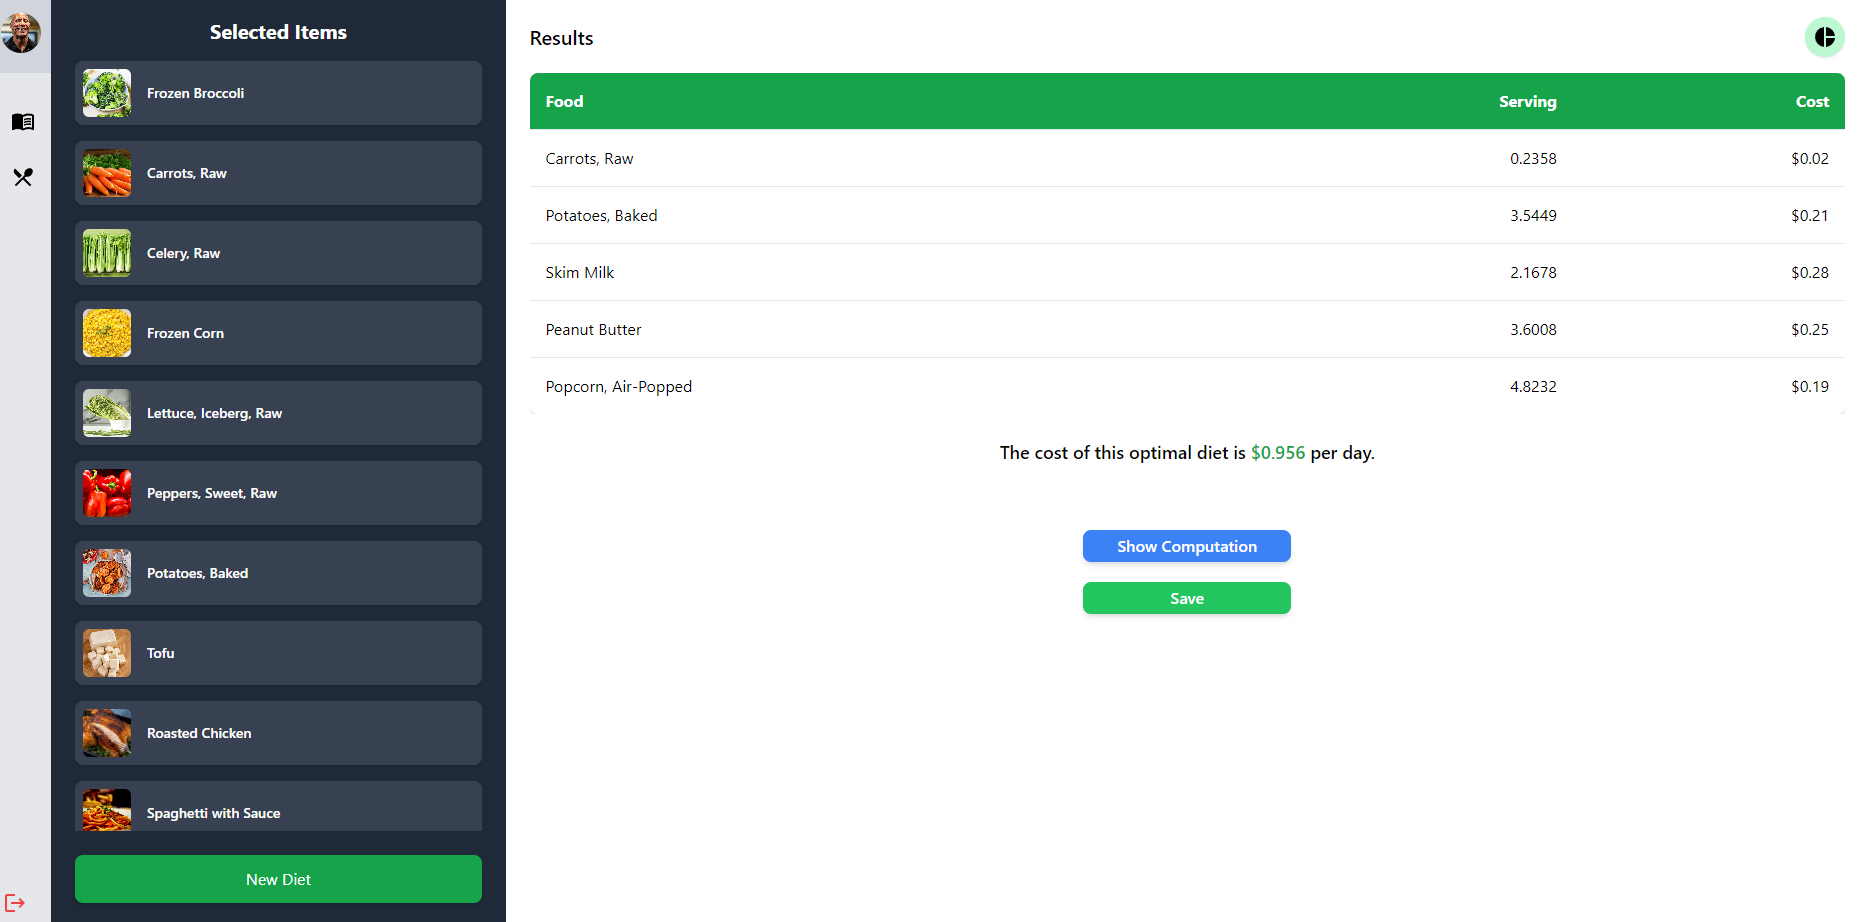 Selected Items
Frozen Broccoli
Carrots, Raw
Celery, Raw
Frozen Corn
Lettuce, Iceberg, Raw
Peppers, Sweet, Raw
Potatoes, Baked
Tofu
Roasted Chicken
Spaghetti with Sauce
New Diet
Results
Food Serving Cost
Carrots, Raw 0.2358 $0.02
Potatoes, Baked 3.5449 $0.21
Skim Milk 2.1678 $0.28
Peanut Butter 3.6008 $0.25
Popcorn, Air-Popped 4.8232 $0.19
The cost of this optimal diet is $0.956 per day.
Show Computation
Save